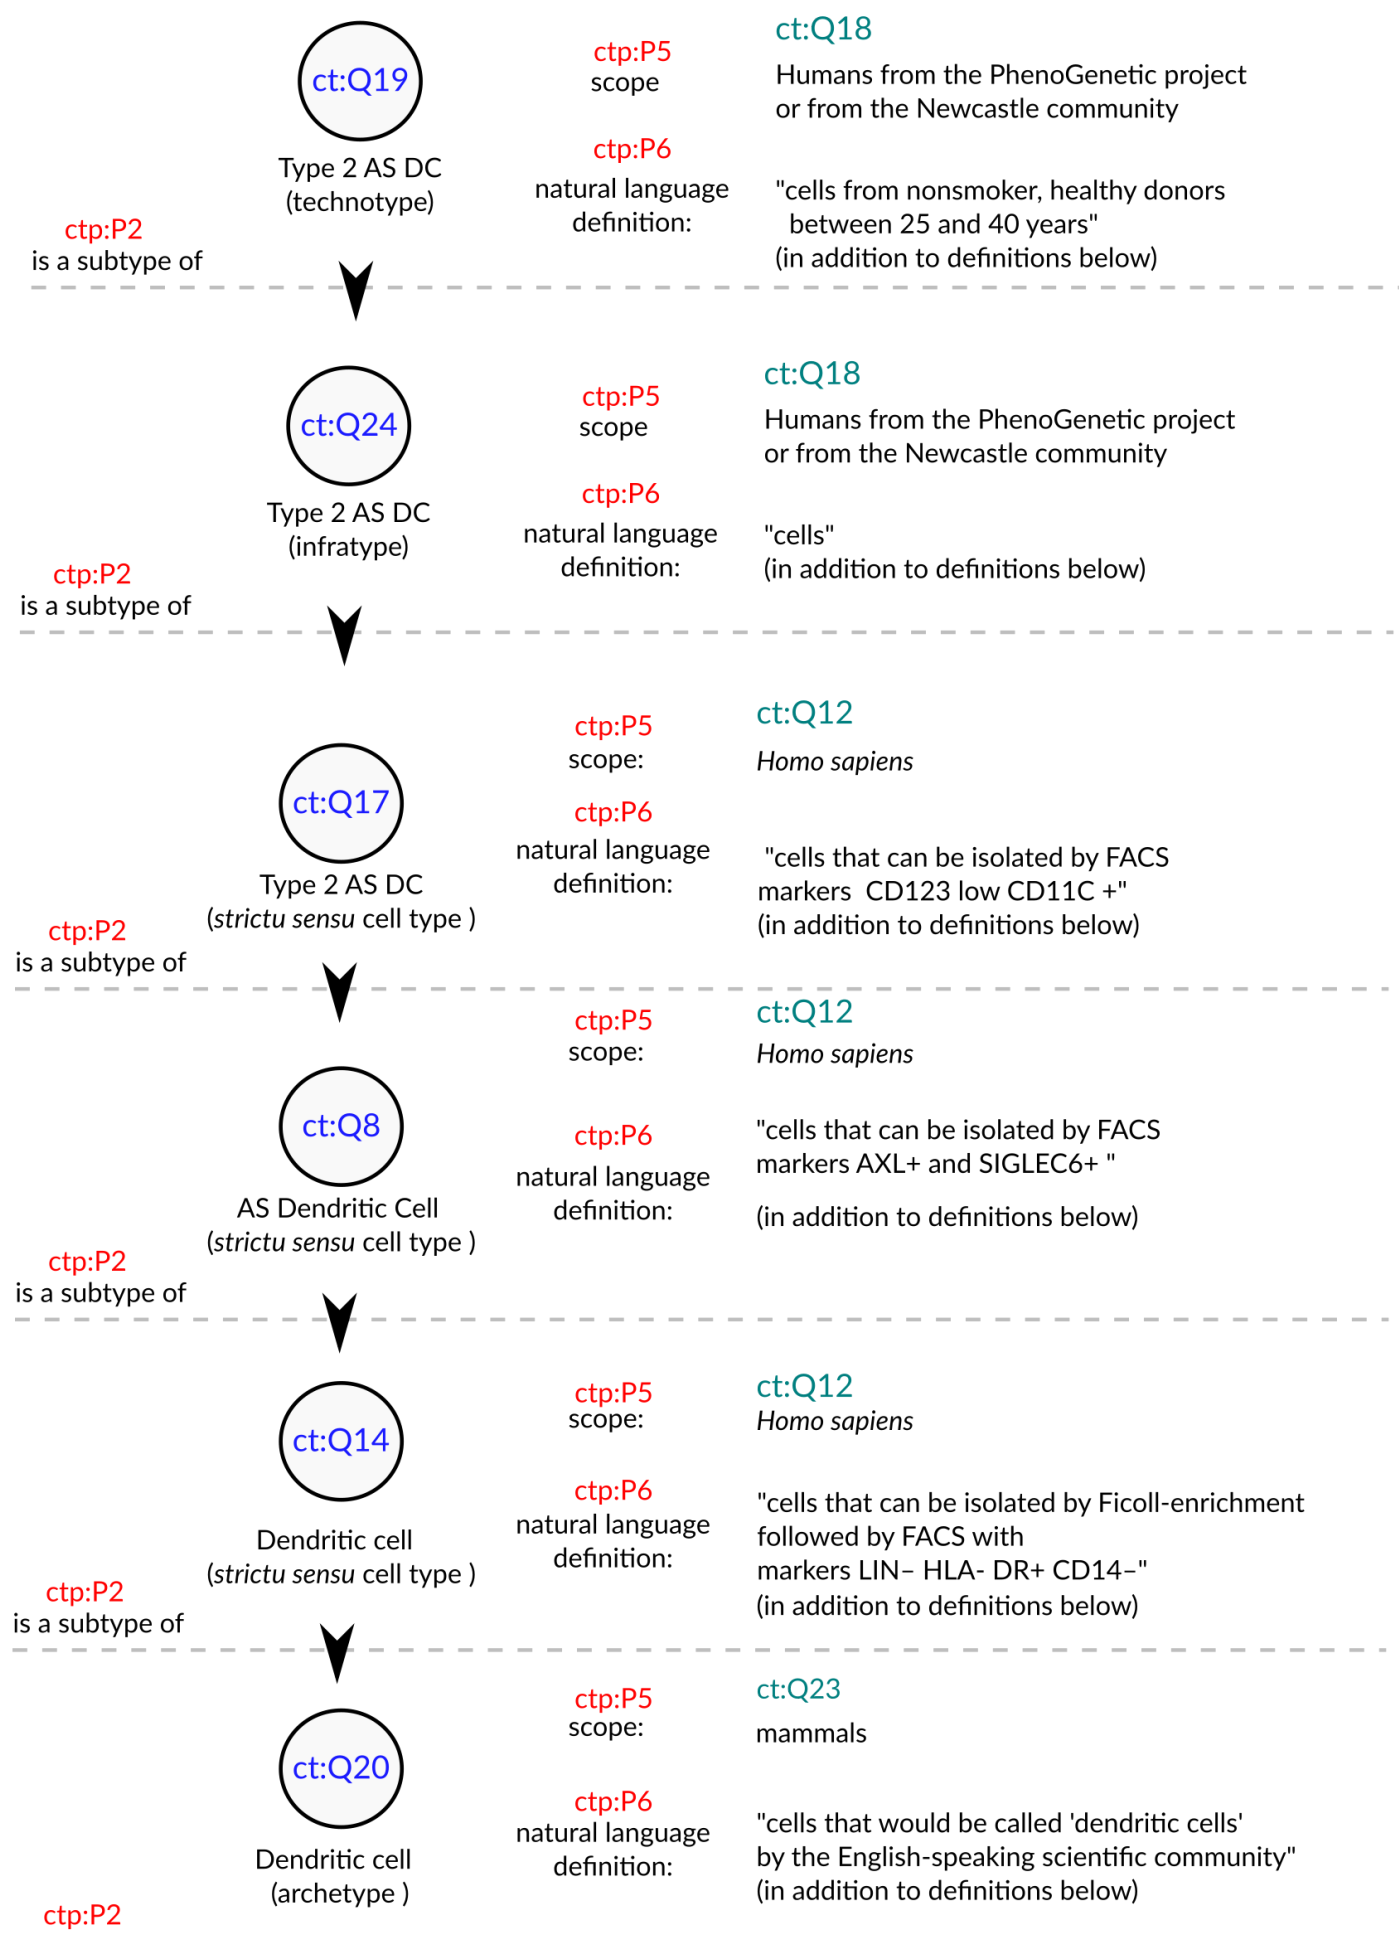 ct:Q19
Type 2 AS DC
(technotype)
ctp:P5
scope
ct:Q18
Humans from the PhenoGenetic project
or from the Newcastle community
ctp:P6
natural language
definition:
"cells from nonsmoker, healthy donors
between 25 and 40 years"
(in addition to definitions below)
ctp:P2
is a subtype of
ct:Q24
Type 2 AS DC
(infratype)
ctp:P5
scope
ct:Q18
Humans from the PhenoGenetic project
or from the Newcastle community
ctp:P6
natural language
definition:
"cells"
(in addition to definitions below)
ctp:P2
is a subtype of
ct:Q17
Type 2 AS DC
(strictu sensu cell type )
ctp:P5
scope:
ct:Q12
Homo sapiens
ctp:P6
natural language
definition:
"cells that can be isolated by FACS
markers  CD123 low CD11C +"
(in addition to definitions below)
ctp:P2
is a subtype of
ct:Q8
AS Dendritic Cell
(strictu sensu cell type )
ctp:P5
scope:
ct:Q12
Homo sapiens
ctp:P6
natural language
definition:
"cells that can be isolated by FACS
markers AXL+ and SIGLEC6+ "
(in addition to definitions below)
ctp:P2
is a subtype of
ct:Q14
Dendritic cell
(strictu sensu cell type )
ctp:P5
scope:
ct:Q12
Homo sapiens
ctp:P6
natural language
definition:
"cells that can be isolated by Ficoll-enrichment
followed by FACS with
markers LIN– HLA- DR+ CD14–"
(in addition to definitions below)
ctp:P2
is a subtype of
ct:Q20
Dendritic cell
(archetype )
ctp:P5
scope:
ct:Q23
mammals
ctp:P6
natural language
definition:
"cells that would be called 'dendritic cells'
by the English-speaking scientific community"
(in addition to definitions below)
ctp:P2